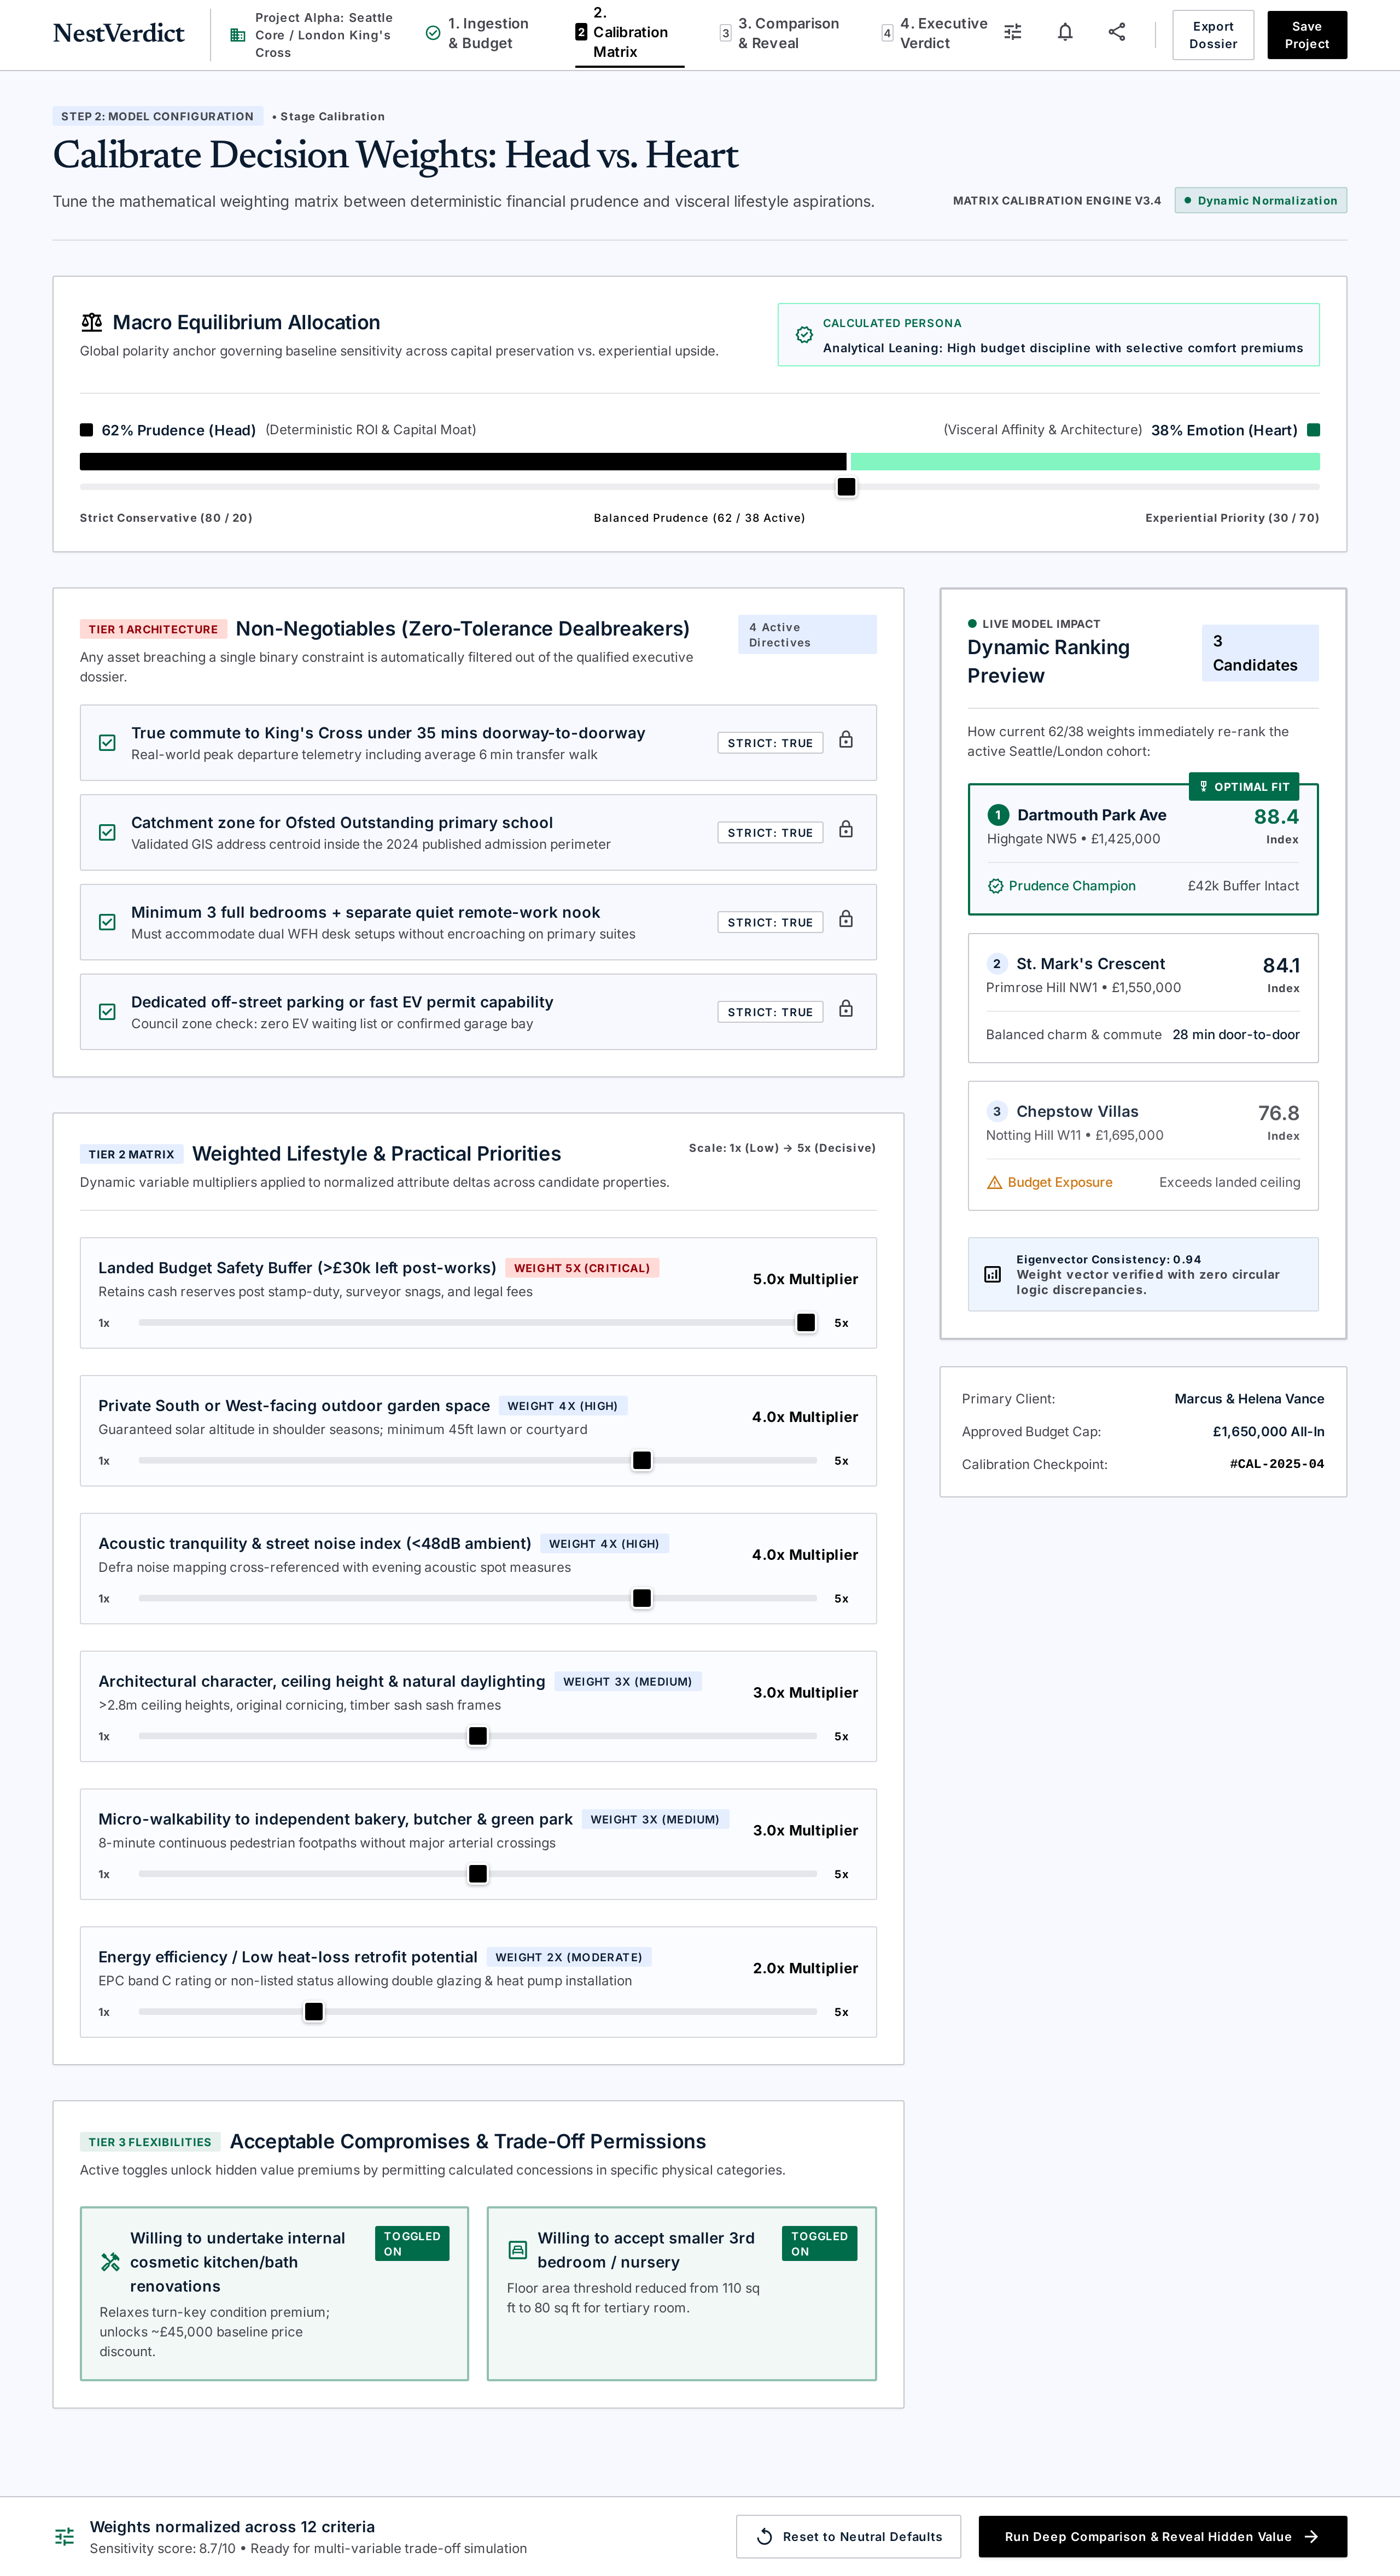 NestVerdict
Project Alpha: Seattle
Core / London King's
Cross
1. Ingestion
& Budget
2
2.
Calibration
Matrix
3
3. Comparison
& Reveal
4
4. Executive
Verdict
Export
Dossier
Save
Project
STEP 2: MODEL CONFIGURATION
• Stage Calibration
Calibrate Decision Weights: Head vs. Heart
Tune the mathematical weighting matrix between deterministic financial prudence and visceral lifestyle aspirations.
MATRIX CALIBRATION ENGINE V3.4
Dynamic Normalization
Macro Equilibrium Allocation
Global polarity anchor governing baseline sensitivity across capital preservation vs. experiential upside.
CALCULATED PERSONA
Analytical Leaning: High budget discipline with selective comfort premiums
62% Prudence (Head) (Deterministic ROI & Capital Moat)
(Visceral Affinity & Architecture) 38% Emotion (Heart)
Strict Conservative (80 / 20)
Balanced Prudence (62 / 38 Active)
Experiential Priority (30 / 70)
TIER 1 ARCHITECTURE
Non-Negotiables (Zero-Tolerance Dealbreakers)
Any asset breaching a single binary constraint is automatically filtered out of the qualified executive
dossier.
4 Active
Directives
True commute to King's Cross under 35 mins doorway-to-doorway
Real-world peak departure telemetry including average 6 min transfer walk
STRICT: TRUE
Catchment zone for Ofsted Outstanding primary school
Validated GIS address centroid inside the 2024 published admission perimeter
STRICT: TRUE
Minimum 3 full bedrooms + separate quiet remote-work nook
Must accommodate dual WFH desk setups without encroaching on primary suites
STRICT: TRUE
Dedicated off-street parking or fast EV permit capability
Council zone check: zero EV waiting list or confirmed garage bay
STRICT: TRUE
TIER 2 MATRIX
Weighted Lifestyle & Practical Priorities
Dynamic variable multipliers applied to normalized attribute deltas across candidate properties.
Scale: 1x (Low) → 5x (Decisive)
Landed Budget Safety Buffer (>£30k left post-works)
WEIGHT 5X (CRITICAL)
Retains cash reserves post stamp-duty, surveyor snags, and legal fees
5.0x Multiplier
1x
5x
Private South or West-facing outdoor garden space
WEIGHT 4X (HIGH)
Guaranteed solar altitude in shoulder seasons; minimum 45ft lawn or courtyard
4.0x Multiplier
1x
5x
Acoustic tranquility & street noise index (<48dB ambient)
WEIGHT 4X (HIGH)
Defra noise mapping cross-referenced with evening acoustic spot measures
4.0x Multiplier
1x
5x
Architectural character, ceiling height & natural daylighting
WEIGHT 3X (MEDIUM)
>2.8m ceiling heights, original cornicing, timber sash sash frames
3.0x Multiplier
1x
5x
Micro-walkability to independent bakery, butcher & green park
WEIGHT 3X (MEDIUM)
8-minute continuous pedestrian footpaths without major arterial crossings
3.0x Multiplier
1x
5x
Energy efficiency / Low heat-loss retrofit potential
WEIGHT 2X (MODERATE)
EPC band C rating or non-listed status allowing double glazing & heat pump installation
2.0x Multiplier
1x
5x
TIER 3 FLEXIBILITIES
Acceptable Compromises & Trade-Off Permissions
Active toggles unlock hidden value premiums by permitting calculated concessions in specific physical categories.
Willing to undertake internal
cosmetic kitchen/bath
renovations
Relaxes turn-key condition premium;
unlocks ~£45,000 baseline price
discount.
TOGGLED
ON
Willing to accept smaller 3rd
bedroom / nursery
Floor area threshold reduced from 110 sq
ft to 80 sq ft for tertiary room.
TOGGLED
ON
LIVE MODEL IMPACT
Dynamic Ranking
Preview
3
Candidates
How current 62/38 weights immediately re-rank the
active Seattle/London cohort:
OPTIMAL FIT
1 Dartmouth Park Ave
Highgate NW5 • £1,425,000
88.4
Index
Prudence Champion
£42k Buffer Intact
2 St. Mark's Crescent
Primrose Hill NW1 • £1,550,000
84.1
Index
Balanced charm & commute
28 min door-to-door
3 Chepstow Villas
Notting Hill W11 • £1,695,000
76.8
Index
Budget Exposure
Exceeds landed ceiling
Eigenvector Consistency: 0.94
Weight vector verified with zero circular
logic discrepancies.
Primary Client:
Marcus & Helena Vance
Approved Budget Cap:
£1,650,000 All-In
Calibration Checkpoint:
#CAL-2025-04
Weights normalized across 12 criteria
Sensitivity score: 8.7/10 • Ready for multi-variable trade-off simulation
Reset to Neutral Defaults
Run Deep Comparison & Reveal Hidden Value →